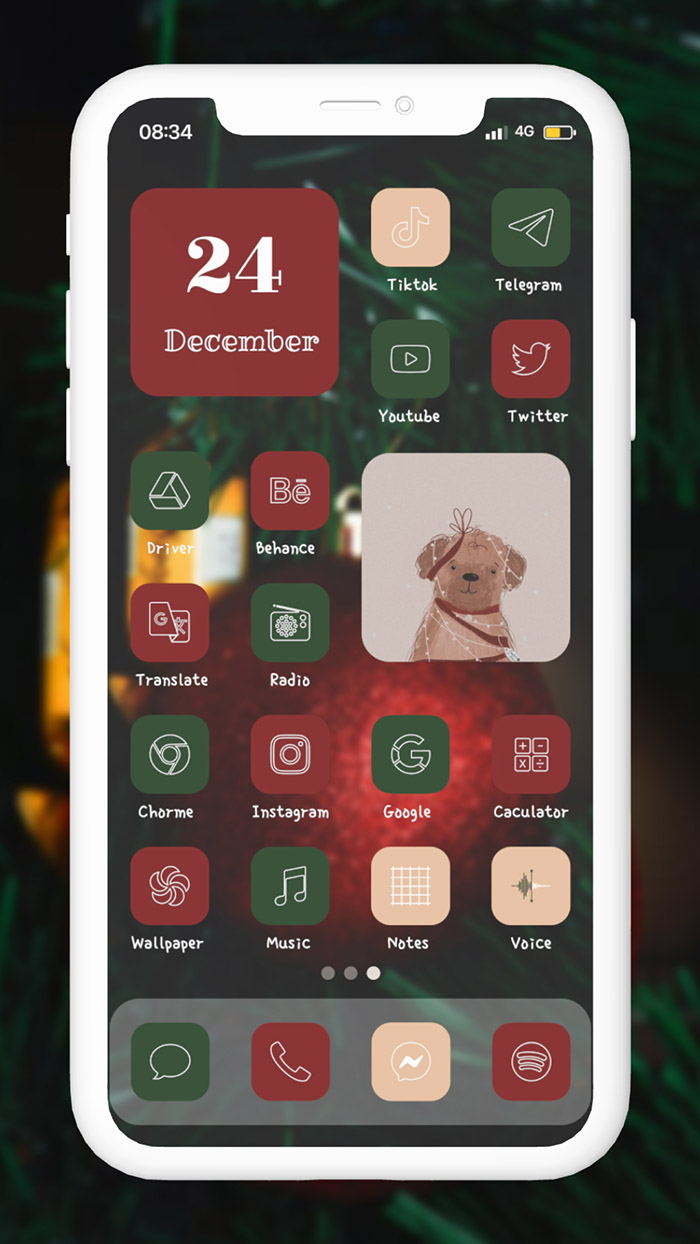 08:34
4G
24
December
Tiktok
Telegram
Youtube
Twitter
Bē
Driver
Behance
G
Translate
Radio
Chorme
Instagram
G
Google
Caculator
Wallpaper
Music
Notes
Voice